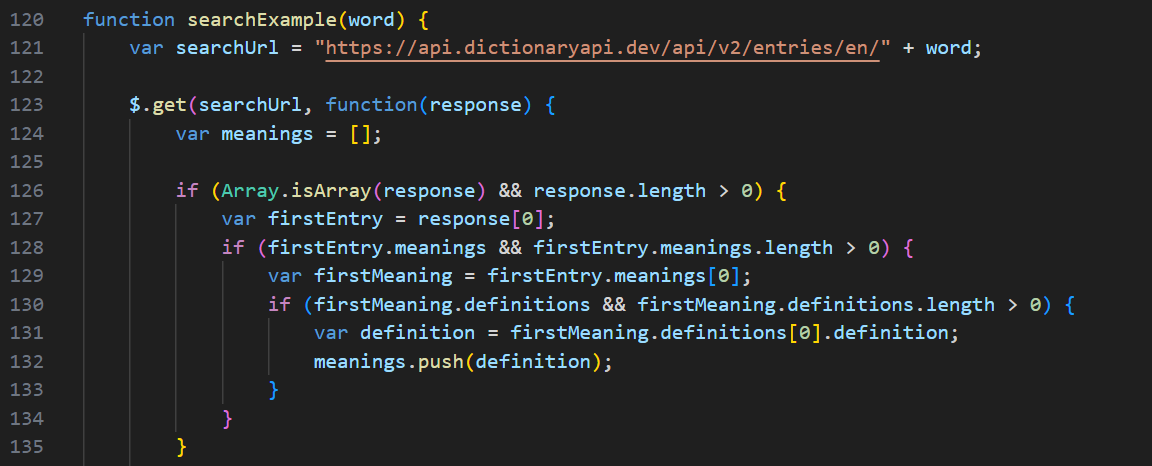 120 function searchExample(word) {
121 var searchUrl = "https://api.dictionaryapi.dev/api/v2/entries/en/" + word;
122
123 $.get(searchUrl, function(response) {
124 var meanings = [];
125
126 if (Array.isArray(response) && response.length > 0) {
127 var firstEntry = response[0];
128 if (firstEntry.meanings && firstEntry.meanings.length > 0) {
129 var firstMeaning = firstEntry.meanings[0];
130 if (firstMeaning.definitions && firstMeaning.definitions.length > 0) {
131 var definition = firstMeaning.definitions[0].definition;
132 meanings.push(definition);
133 }
134 }
135 }